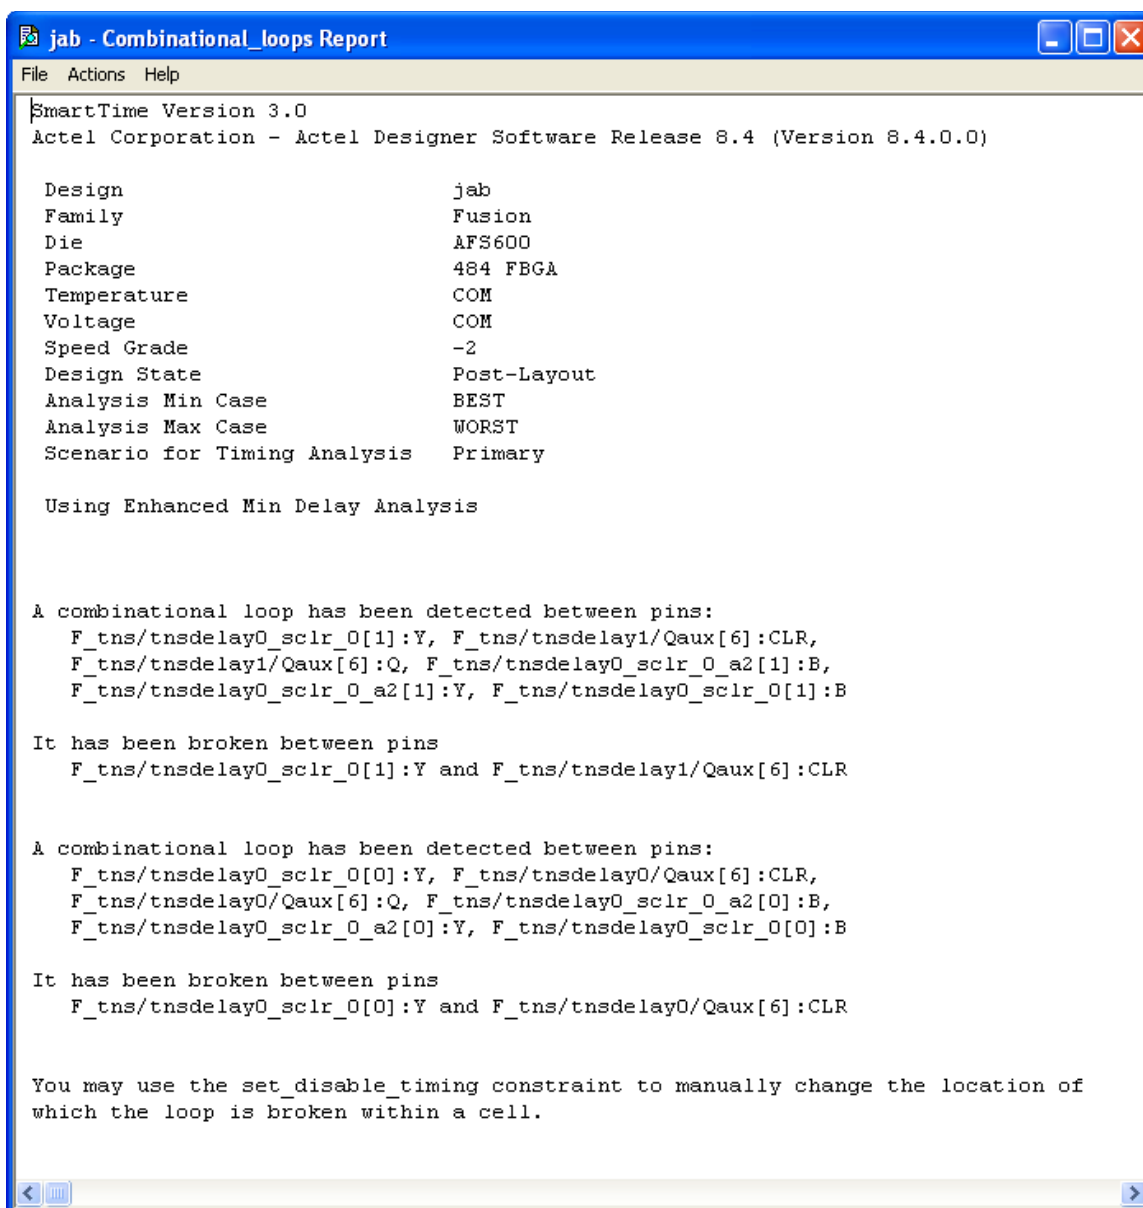 jab - Combinational_loops Report
File Actions Help
SmartTime Version 3.0
Actel Corporation - Actel Designer Software Release 8.4 (Version 8.4.0.0)
Design jab
Family Fusion
Die AFS600
Package 484 FBGA
Temperature COM
Voltage COM
Speed Grade -2
Design State Post-Layout
Analysis Min Case BEST
Analysis Max Case WORST
Scenario for Timing Analysis Primary
Using Enhanced Min Delay Analysis
A combinational loop has been detected between pins:
F_tns/tnsdelay0_sclr_0[1]:Y, F_tns/tnsdelay1/Qaux[6]:CLR,
F_tns/tnsdelay1/Qaux[6]:Q, F_tns/tnsdelay0_sclr_0_a2[1]:B,
F_tns/tnsdelay0_sclr_0_a2[1]:Y, F_tns/tnsdelay0_sclr_0[1]:B
It has been broken between pins
F_tns/tnsdelay0_sclr_0[1]:Y and F_tns/tnsdelay1/Qaux[6]:CLR
A combinational loop has been detected between pins:
F_tns/tnsdelay0_sclr_0[0]:Y, F_tns/tnsdelay0/Qaux[6]:CLR,
F_tns/tnsdelay0/Qaux[6]:Q, F_tns/tnsdelay0_sclr_0_a2[0]:B,
F_tns/tnsdelay0_sclr_0_a2[0]:Y, F_tns/tnsdelay0_sclr_0[0]:B
It has been broken between pins
F_tns/tnsdelay0_sclr_0[0]:Y and F_tns/tnsdelay0/Qaux[6]:CLR
You may use the set_disable_timing constraint to manually change the location of
which the loop is broken within a cell.